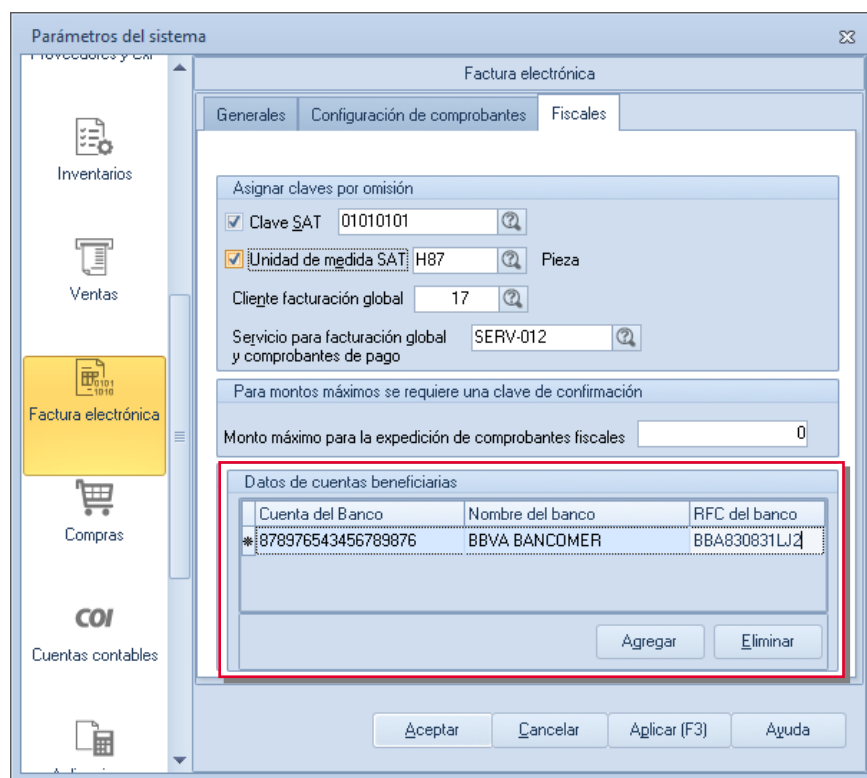 Parámetros del sistema
Proveedores y cxp
Inventarios
Ventas
Factura electrónica
Compras
COI
Cuentas contables
Factura electrónica
Generales Configuración de comprobantes Fiscales
Asignar claves por omisión
Clave SAT 01010101
Unidad de medida SAT H87 Pieza
Cliente facturación global 17
Servicio para facturación global SERV-012
y comprobantes de pago
Para montos máximos se requiere una clave de confirmación
Monto máximo para la expedición de comprobantes fiscales 0
Datos de cuentas beneficiarias
Cuenta del Banco Nombre del banco RFC del banco
878976543456789876 BBVA BANCOMER BBA830831LJ2
Agregar Eliminar
Aceptar Cancelar Aplicar (F3) Ayuda